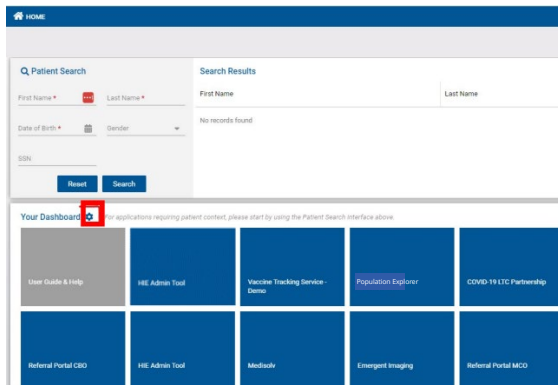 HOME
Patient Search
First Name *
Last Name *
Date of Birth *
Gender
SSN
Reset
Search
Search Results
First Name
Last Name
No records found
Your Dashboard
For applications requiring patient context, please start by using the Patient Search interface above.
User Guide & Help
HIE Admin Tool
Vaccine Tracking Service -
Demo
Population Explorer
COVID-19 LTC Partnership
Referral Portal CBO
HIE Admin Tool
Medisolv
Emergent Imaging
Referral Portal MCO